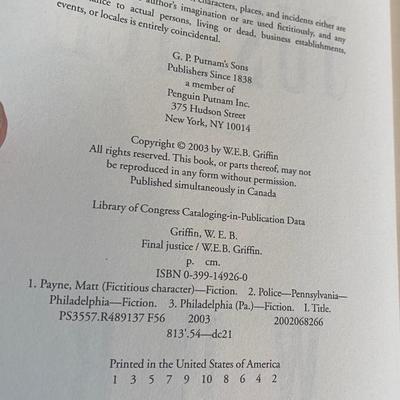 characters, places, and incidents either are
author's imagination or are used fictitiously, and any
to actual persons, living or dead, business establishments,
events, or locales is entirely coincidental.
G. P. Putnam's Sons
Publishers Since 1838
a member of
Penguin Putnam Inc.
375 Hudson Street
New York, NY 10014
Copyright © 2003 by W.E.B. Griffin
All rights reserved. This book, or parts thereof, may not
be reproduced in any form without permission.
Published simultaneously in Canada
Library of Congress Cataloging-in-Publication Data
Griffin, W. E. B.
Final justice / W.E.B. Griffin.
p. cm.
ISBN 0-399-14926-0
1. Payne, Matt (Fictitious character)—Fiction. 2. Police—Pennsylvania—
Philadelphia—Fiction. 3. Philadelphia (Pa.)—Fiction. I. Title.
PS3557.R489137 F56 2003 2002068266
813'.54—dc21
Printed in the United States of America
1 3 5 7 9 10 8 6 4 2